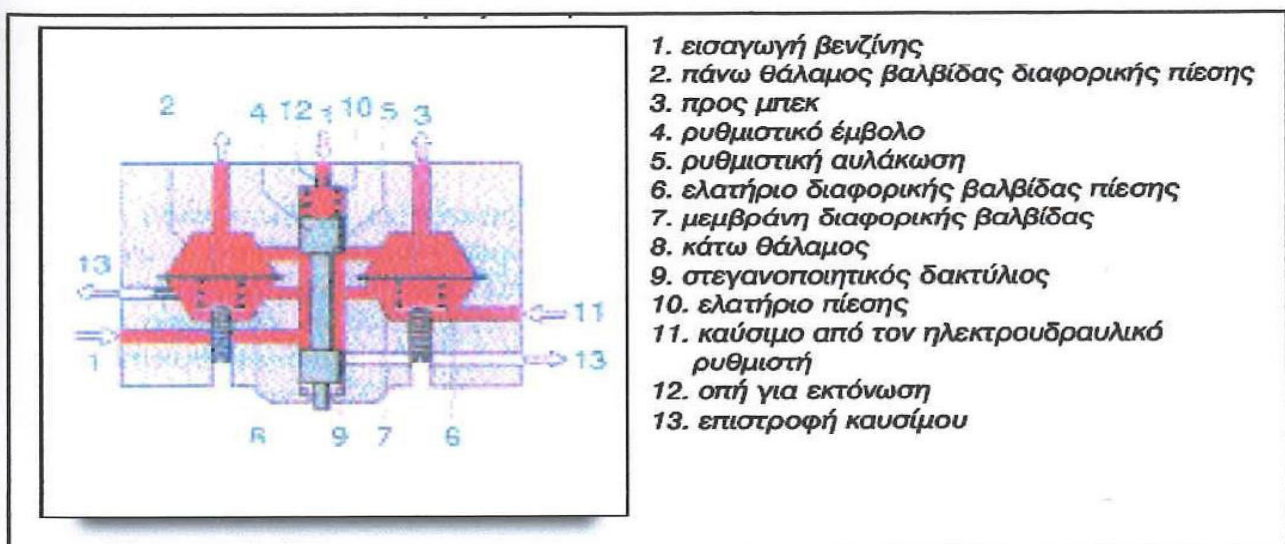 2 4 12 1 10 5 3
13
11
1
13
8 9 7 6
1. εισαγωγή βενζίνης
2. πάνω θάλαμος βαλβίδας διαφορικής πίεσης
3. προς μπεκ
4. ρυθμιστικό έμβολο
5. ρυθμιστική αυλάκωση
6. ελατήριο διαφορικής βαλβίδας πίεσης
7. μεμβράνη διαφορικής βαλβίδας
8. κάτω θάλαμος
9. στεγανοποιητικός δακτύλιος
10. ελατήριο πίεσης
11. καύσιμο από τον ηλεκτρουδραυλικό
ρυθμιστή
12. οπή για εκτόνωση
13. επιστροφή καυσίμου